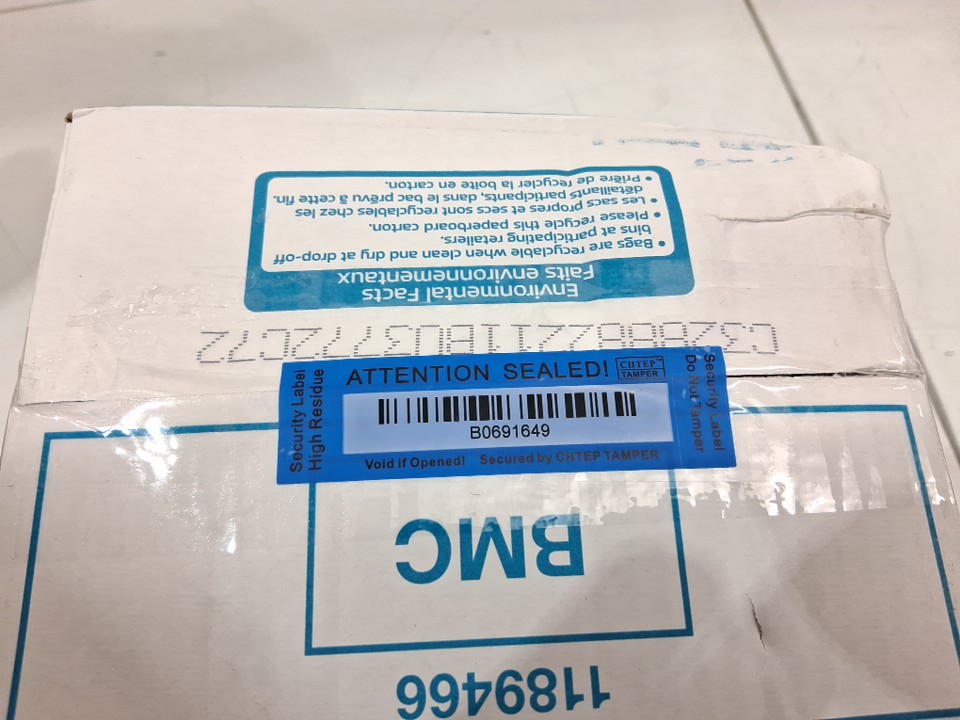 ATTENTION SEALED! CHTEP™
TAMPER
Security Label
High Residue
B0691649
Void if Opened! Secured by CHTEP TAMPER
Security Label
Do Not Tamper
1189466
BMC
Environmental Facts
Faits environnementaux
• Bags are recyclable when clean and dry at drop-off
bins at participating retailers.
• Please recycle this paperboard carton.
• Les sacs propres et secs sont recyclables chez les
détaillants participants, dans le bac prévu à cette fin.
• Prière de recycler la boîte en carton.